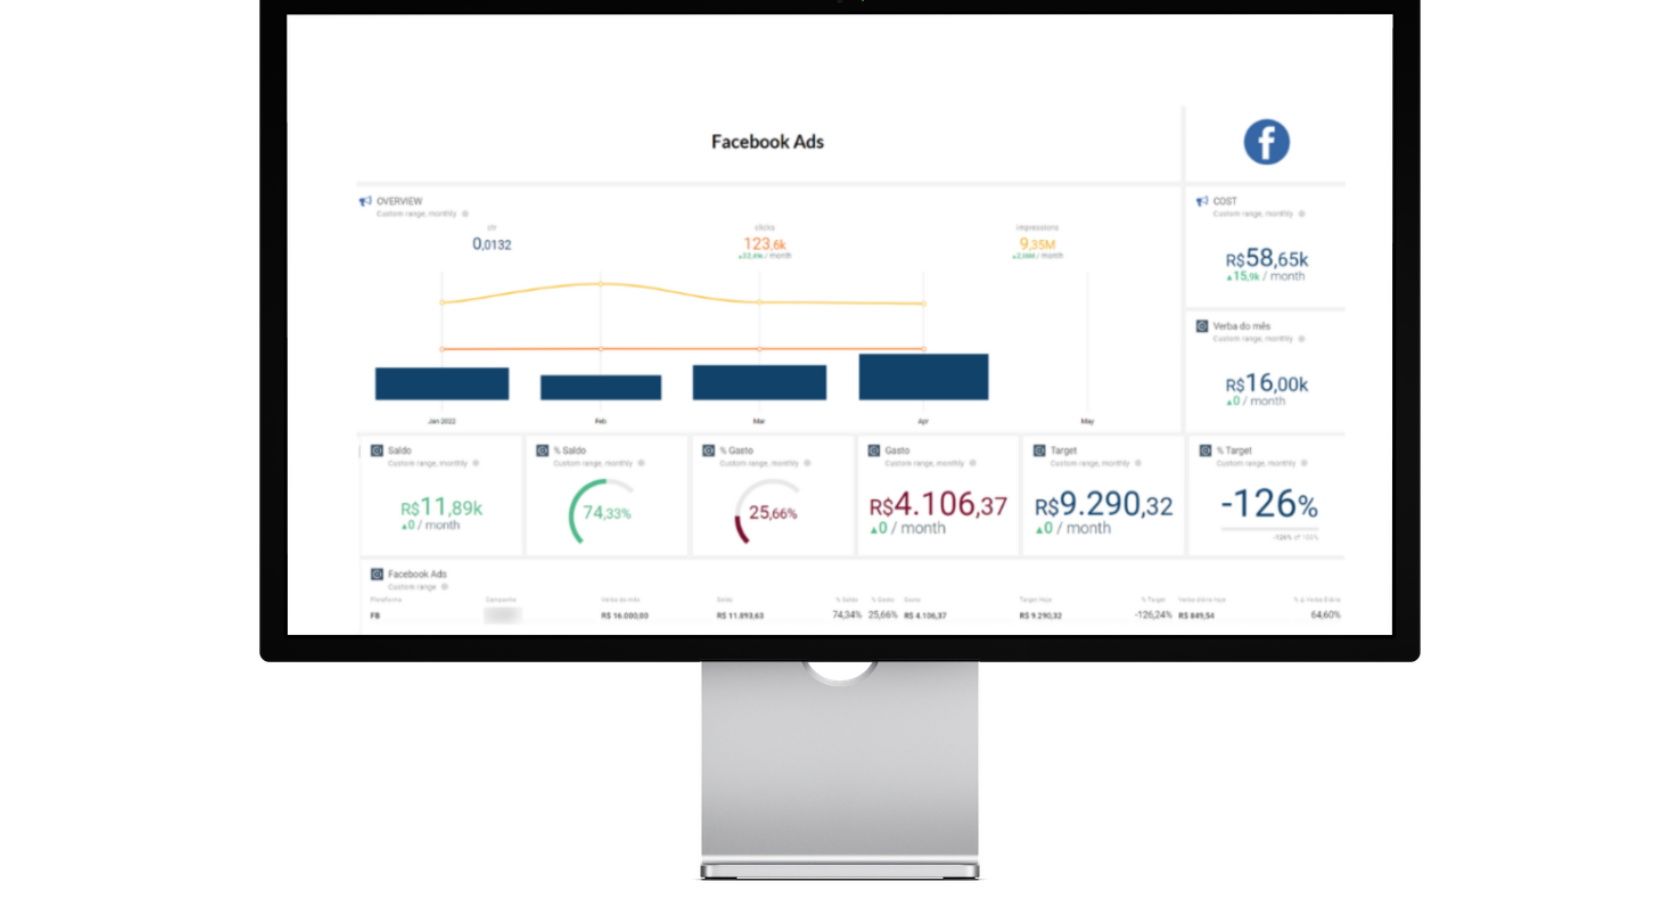 Facebook Ads
f
OVERVIEW
Custom range, monthly
ctr
0,0132
clicks
123,6k
/ month
impressions
9,35M
/ month
Jan 2022
Feb
Mar
Apr
May
COST
Custom range, monthly
R$58,65k
▲15,9k / month
Verba do mês
Custom range, monthly
R$16,00k
▲0 / month
Saldo
Custom range, monthly
R$11,89k
▲0 / month
% Saldo
Custom range, monthly
74,33%
% Gasto
Custom range, monthly
25,66%
Gasto
Custom range, monthly
R$4.106,37
▲0 / month
Target
Custom range, monthly
R$9.290,32
▲0 / month
% Target
Custom range, monthly
-126%
-126% of 100%
Facebook Ads
Custom range
Plataforma Campanha Verba do mês Saldo % Saldo % Gasto Gasto Target Hoje % Target Verba diária hoje
FB R$ 16.000,00 R$ 11.893,63 74,34% 25,66% R$ 4.106,37 R$ 9.290,32 -126,24% R$ 849,54 64,60%